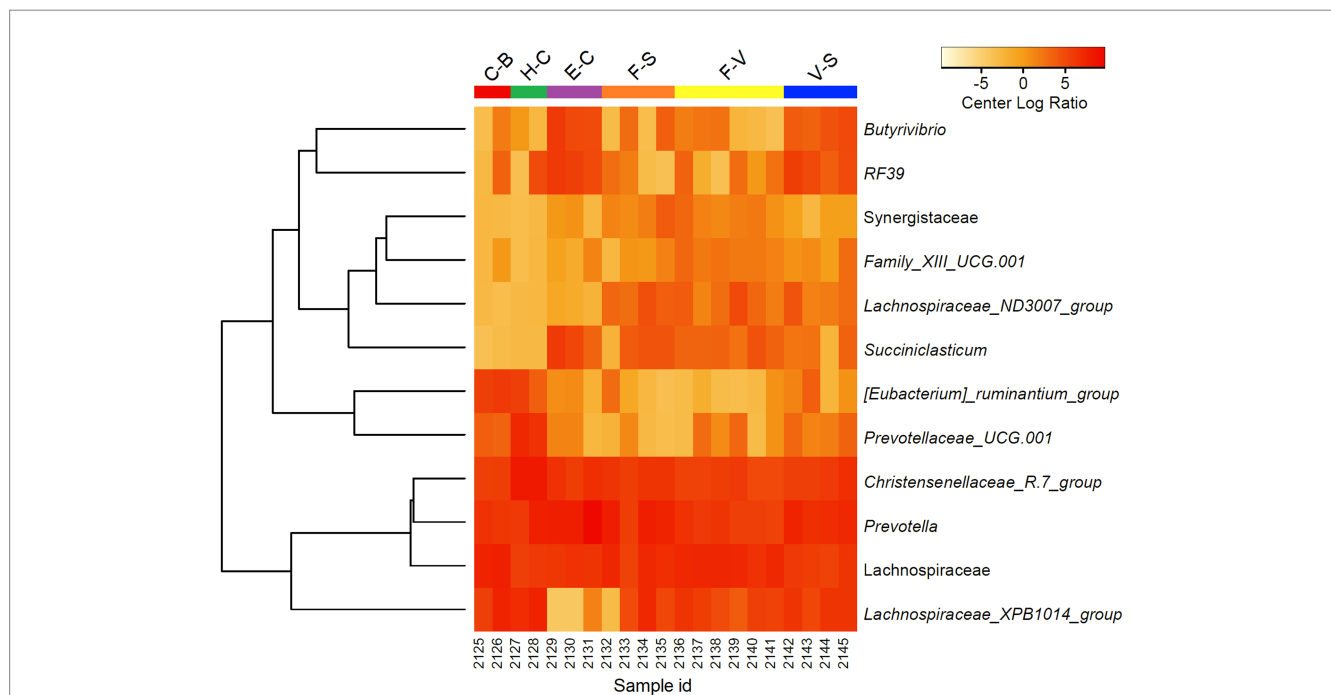 C-B H-C E-C F-S F-V V-S
-5 0 5
Center Log Ratio
Butyrivibrio
RF39
Synergistaceae
Family_XIII_UCG.001
Lachnospiraceae_ND3007_group
Succiniclasticum
[Eubacterium]_ruminantium_group
Prevotellaceae_UCG.001
Christensenellaceae_R.7_group
Prevotella
Lachnospiraceae
Lachnospiraceae_XPB1014_group
2125 2126 2127 2128 2129 2130 2131 2132 2133 2134 2135 2136 2137 2138 2139 2140 2141 2142 2143 2144 2145
Sample id